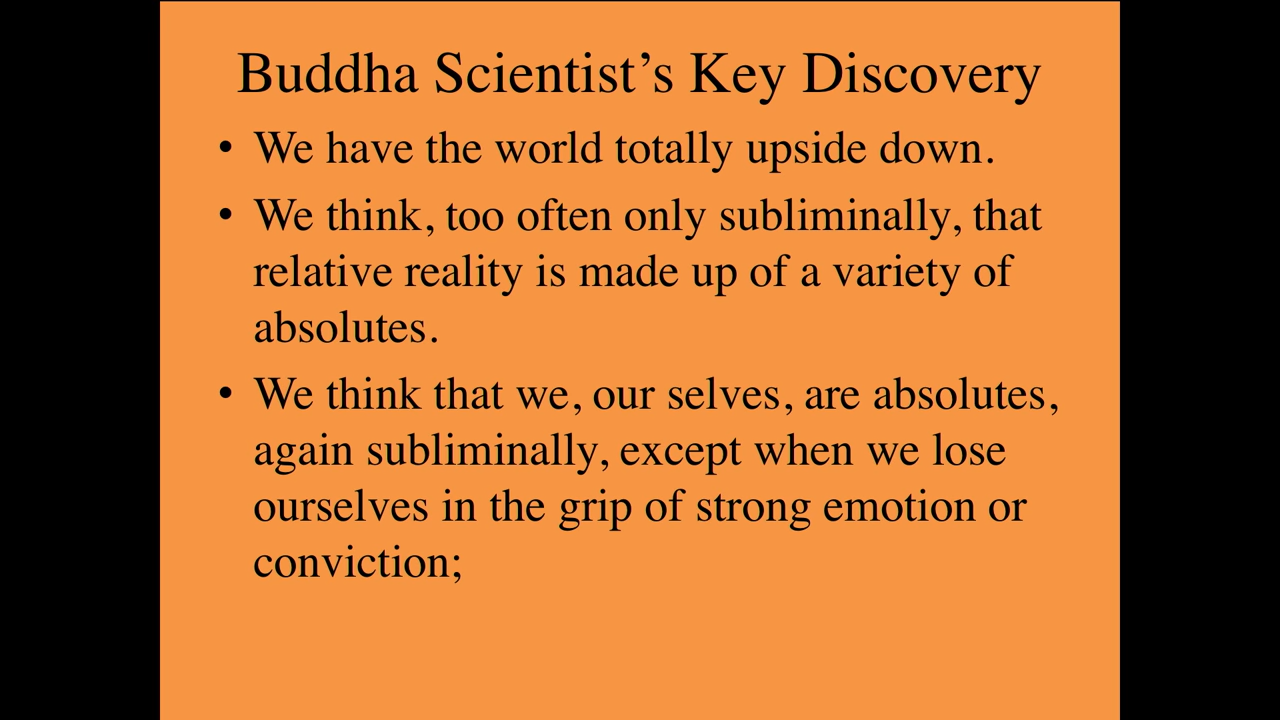 Buddha Scientist’s Key Discovery
• We have the world totally upside down.
• We think, too often only subliminally, that
relative reality is made up of a variety of
absolutes.
• We think that we, our selves, are absolutes,
again subliminally, except when we lose
ourselves in the grip of strong emotion or
conviction;